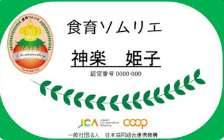 食育ソムリエ
神楽 姫子
認定番号 0000-000
JCA
coop
一般社団法人 日本協同組合連携機構